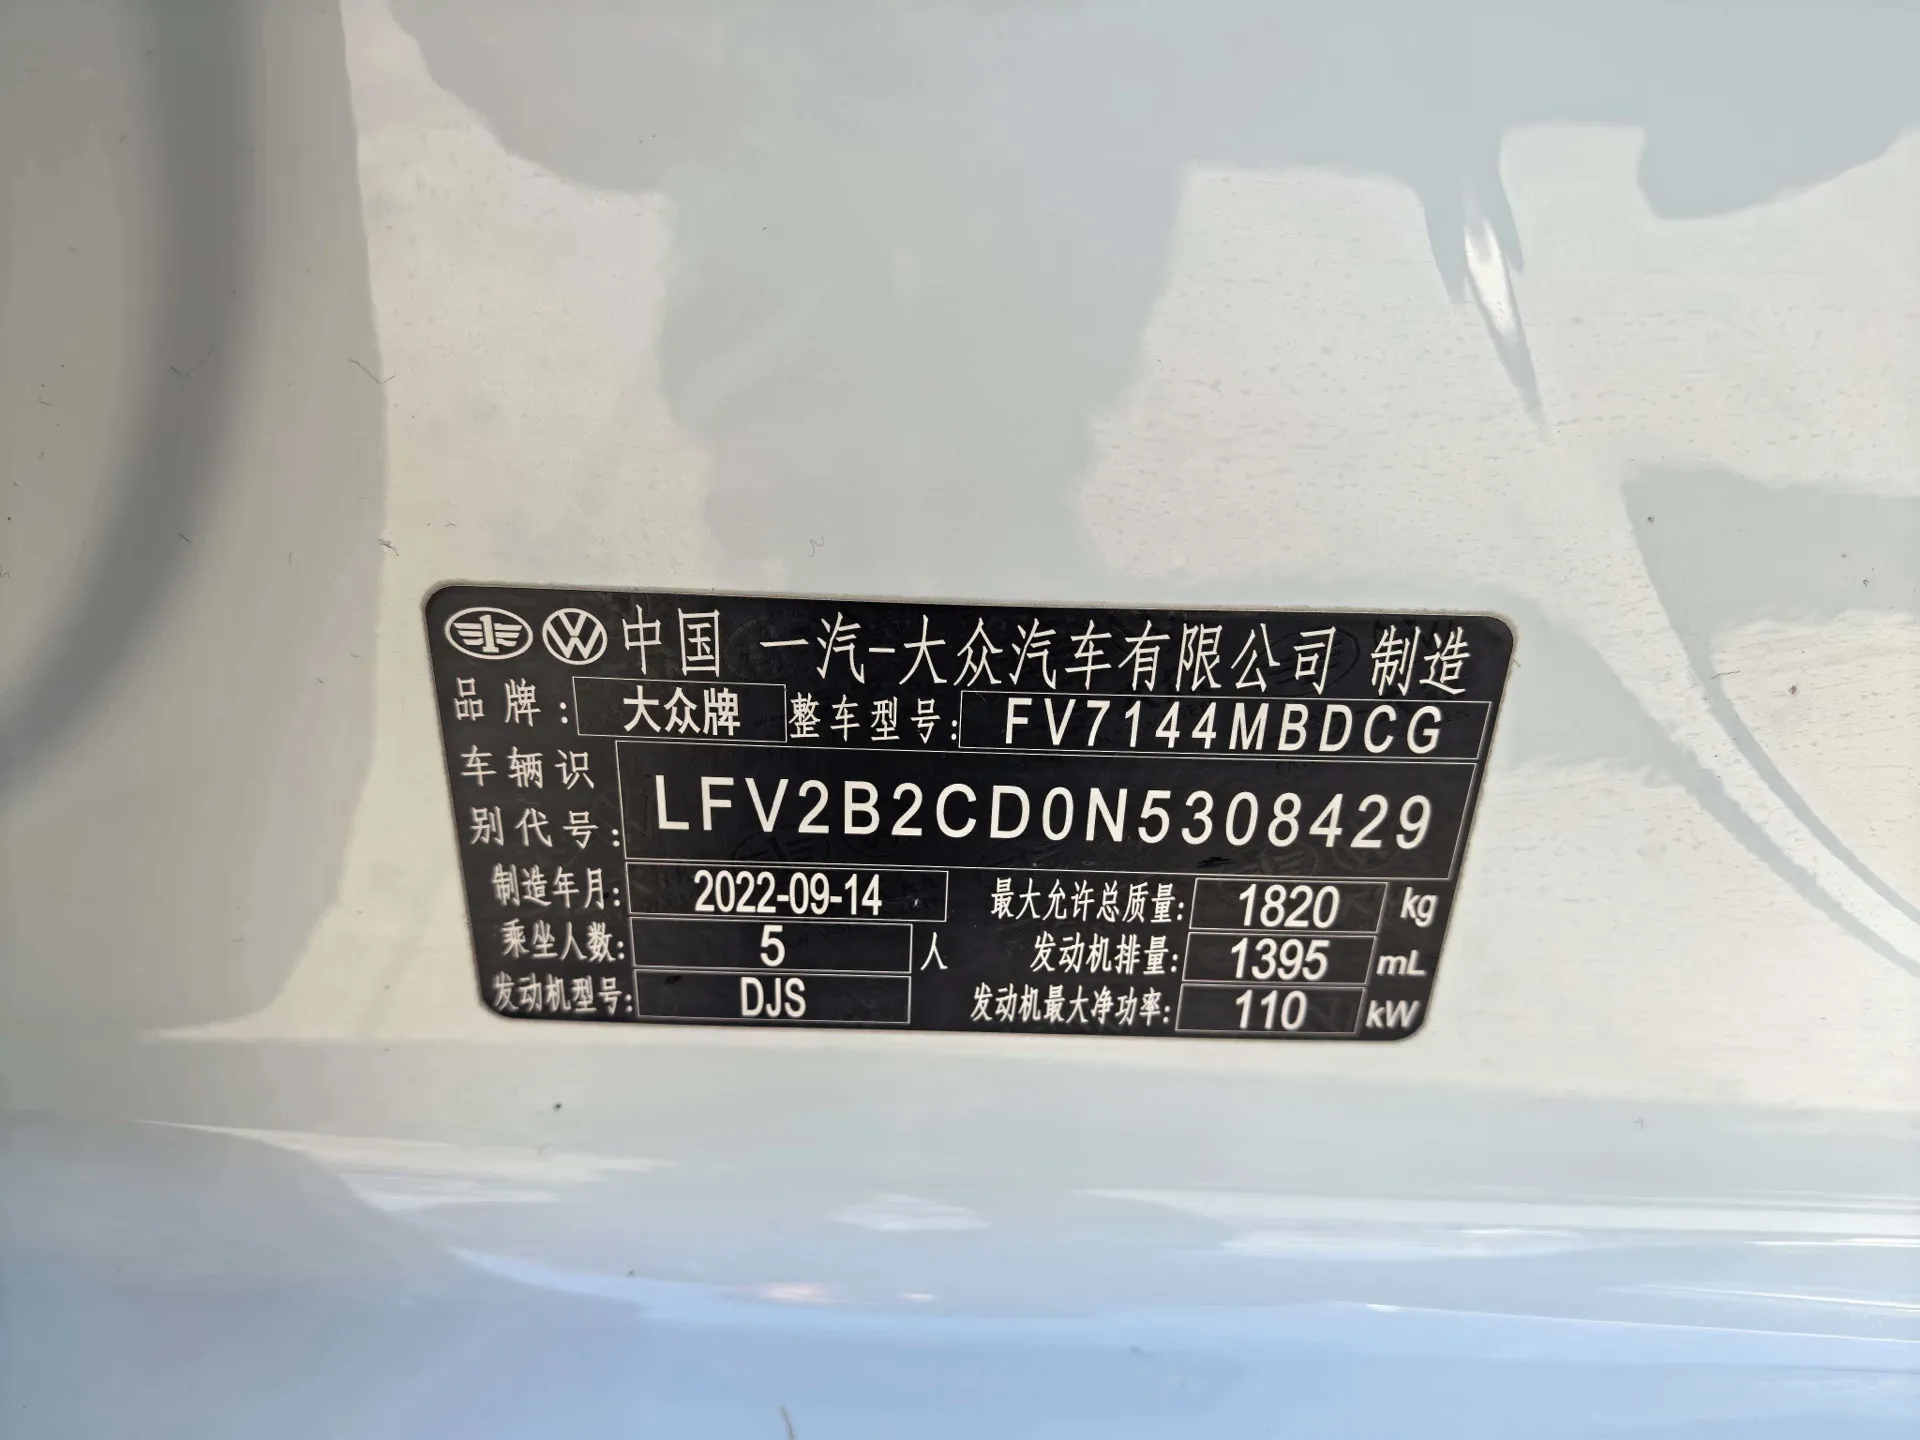 中国 一汽-大众汽车有限公司 制造
品牌: 大众牌 整车型号: FV7144MBDCG
车辆识
别代号: LFV2B2CD0N5308429
制造年月: 2022-09-14 最大允许总质量: 1820 kg
乘坐人数: 5 人 发动机排量: 1395 mL
发动机型号: DJS 发动机最大净功率: 110 kW